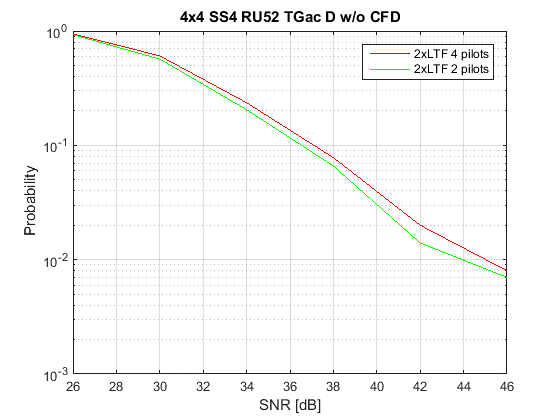 4x4 SS4 RU52 TGac D w/o CFD
2xLTF 4 pilots
2xLTF 2 pilots
10^0
10^-1
10^-2
10^-3
Probability
26 28 30 32 34 36 38 40 42 44 46
SNR [dB]